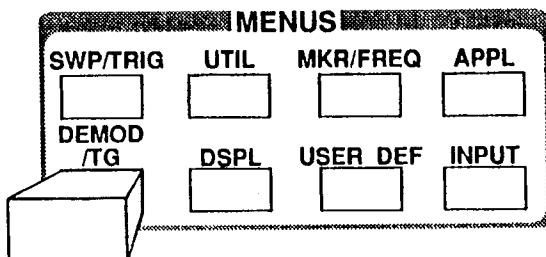 MENUS
SWP/TRIG UTIL MKR/FREQ APPL
DEMOD
/TG DSPL USER DEF INPUT